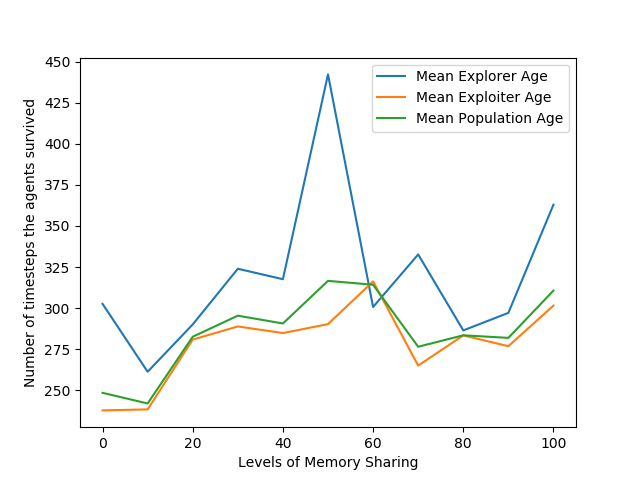 450
425
400
375
350
325
300
275
250
Number of timesteps the agents survived
Mean Explorer Age
Mean Exploiter Age
Mean Population Age
0 20 40 60 80 100
Levels of Memory Sharing